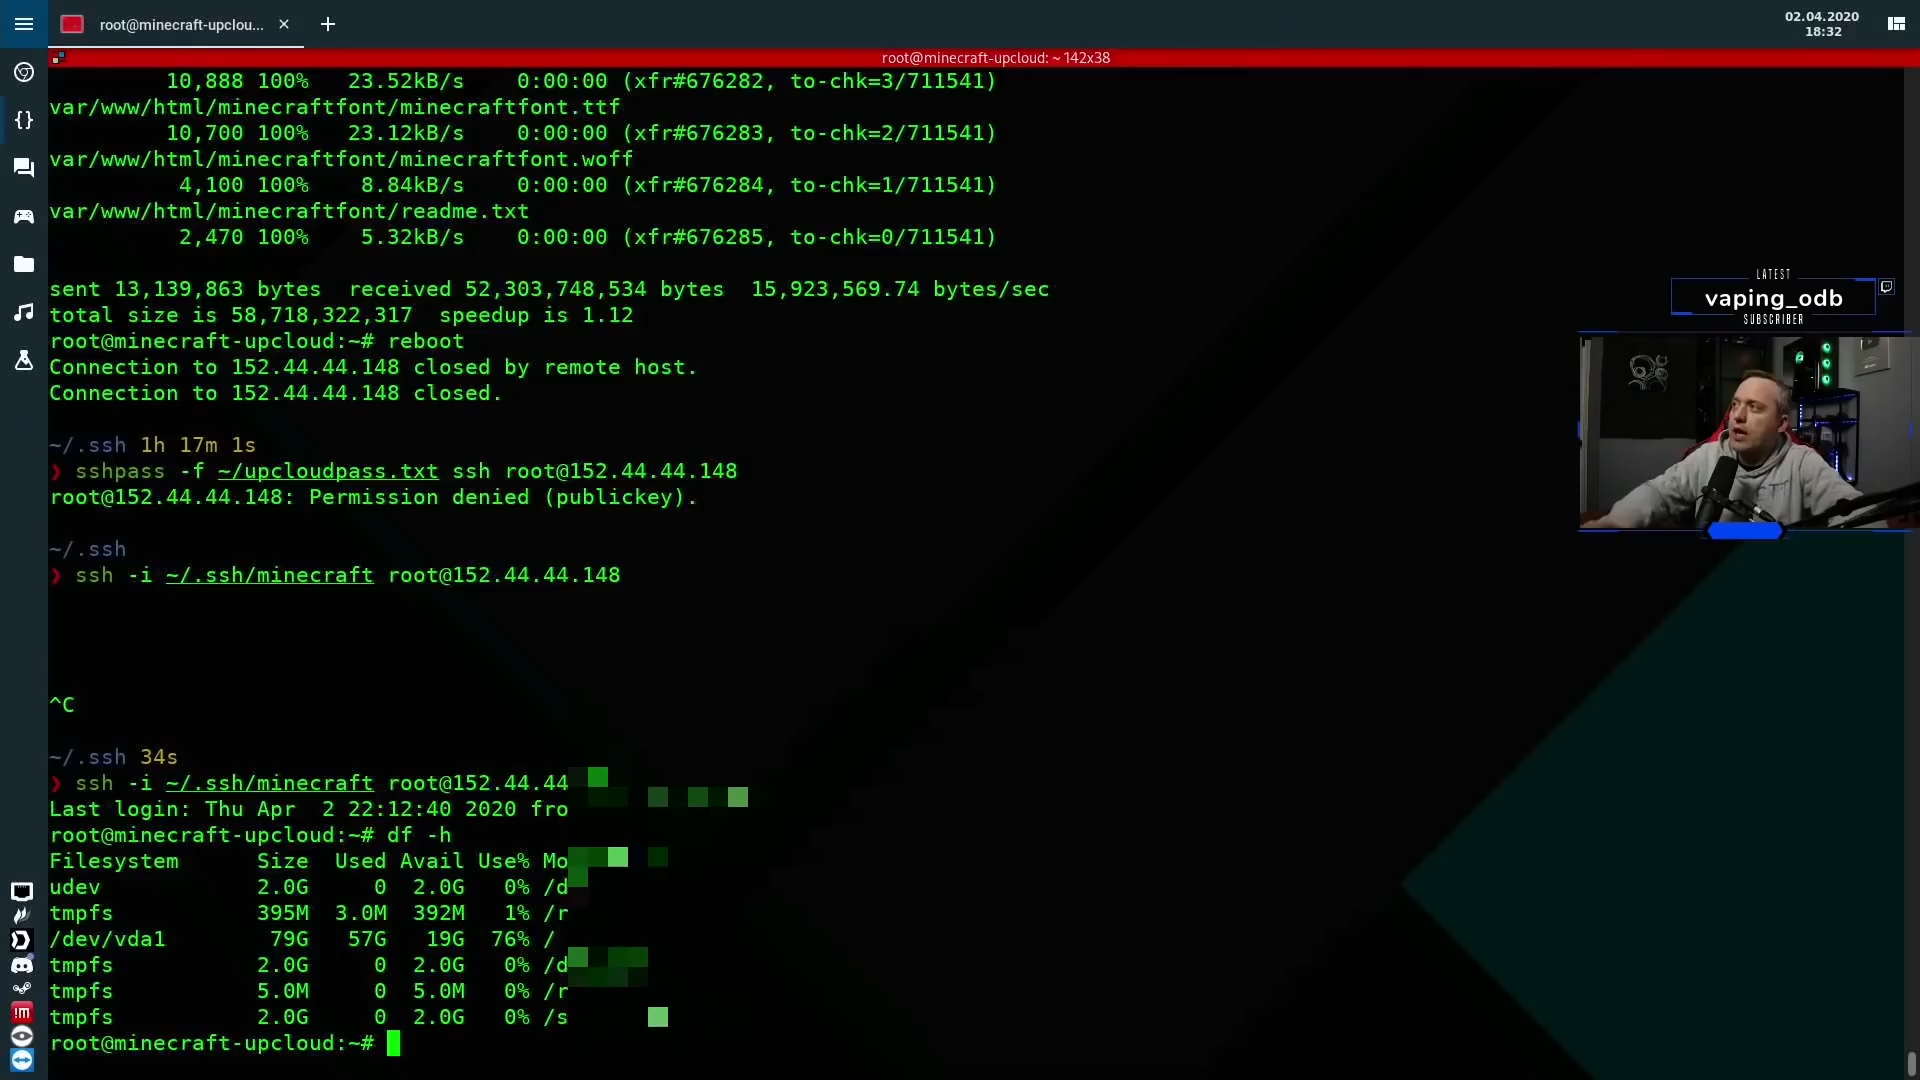 root@minecraft-upclou...
02.04.2020
18:32
root@minecraft-upcloud: ~ 142x38
10,888 100%   23.52kB/s    0:00:00 (xfr#676282, to-chk=3/711541)
var/www/html/minecraftfont/minecraftfont.ttf
10,700 100%   23.12kB/s    0:00:00 (xfr#676283, to-chk=2/711541)
var/www/html/minecraftfont/minecraftfont.woff
4,100 100%    8.84kB/s    0:00:00 (xfr#676284, to-chk=1/711541)
var/www/html/minecraftfont/readme.txt
2,470 100%    5.32kB/s    0:00:00 (xfr#676285, to-chk=0/711541)
sent 13,139,863 bytes  received 52,303,748,534 bytes  15,923,569.74 bytes/sec
total size is 58,718,322,317  speedup is 1.12
root@minecraft-upcloud:~# reboot
Connection to 152.44.44.148 closed by remote host.
Connection to 152.44.44.148 closed.
~/.ssh 1h 17m 1s
❯ sshpass -f ~/upcloudpass.txt ssh root@152.44.44.148
root@152.44.44.148: Permission denied (publickey).
~/.ssh
❯ ssh -i ~/.ssh/minecraft root@152.44.44.148
^C
~/.ssh 34s
❯ ssh -i ~/.ssh/minecraft root@152.44.44
Last login: Thu Apr  2 22:12:40 2020 fro
root@minecraft-upcloud:~# df -h
Filesystem      Size  Used Avail Use% Mo
udev            2.0G     0  2.0G   0% /d
tmpfs           395M  3.0M  392M   1% /r
/dev/vda1        79G   57G   19G  76% /
tmpfs           2.0G     0  2.0G   0% /d
tmpfs           5.0M     0  5.0M   0% /r
tmpfs           2.0G     0  2.0G   0% /s
root@minecraft-upcloud:~#
LATEST
vaping_odb
SUBSCRIBER
!m